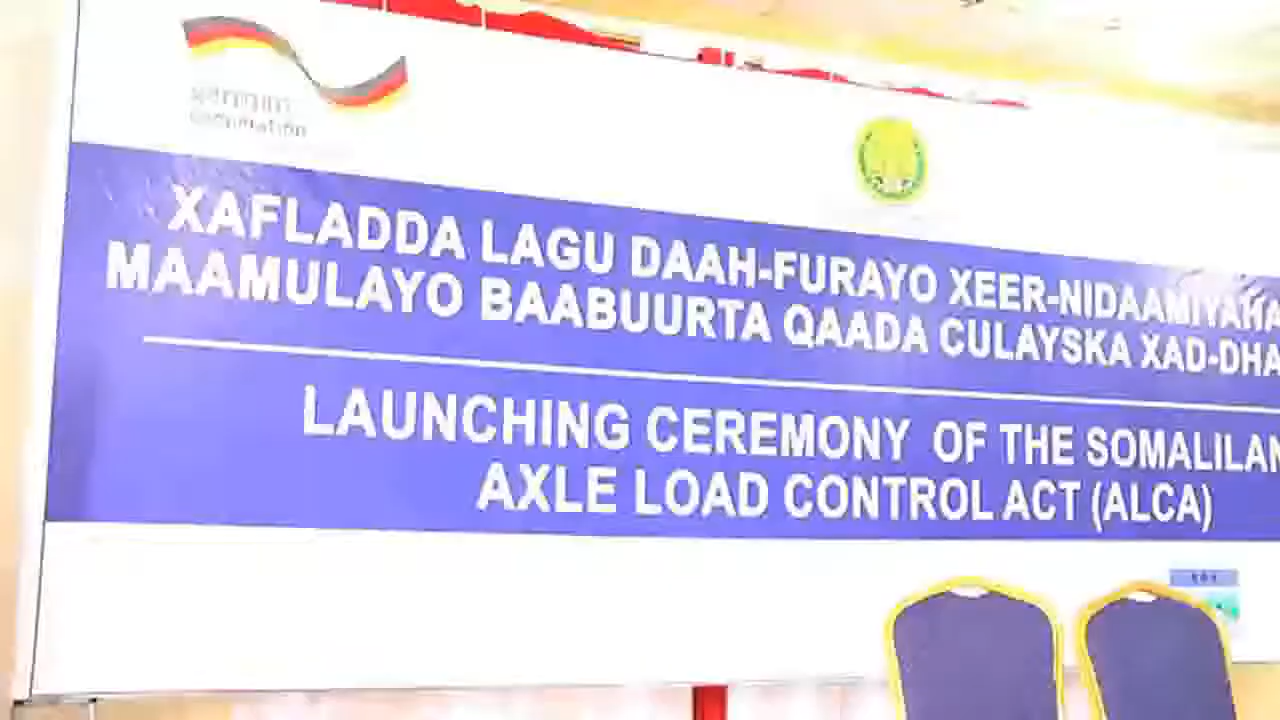 XAFLADDA LAGU DAAH-FURAYO XEER-NIDAAMIYAHA
MAAMULAYO BAABUURTA QAADA CULAYSKA XAD-DHA
LAUNCHING CEREMONY OF THE SOMALILAN
AXLE LOAD CONTROL ACT (ALCA)